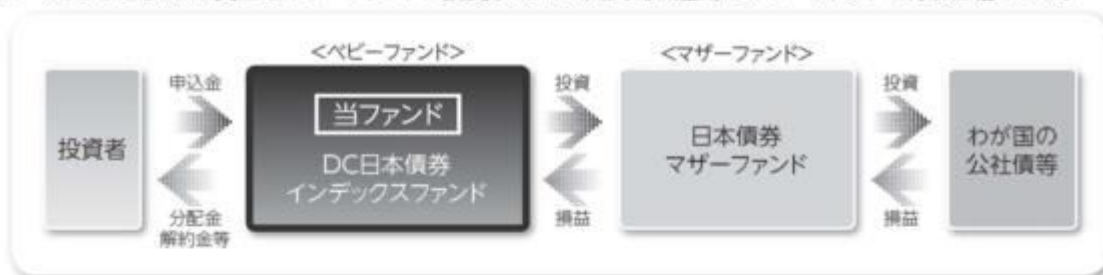 <ベビーファンド>
<マザーファンド>
投資者
申込金
分配金
解約金等
当ファンド
DC日本債券
インデックスファンド
投資
損益
日本債券
マザーファンド
投資
損益
わが国の
公社債等